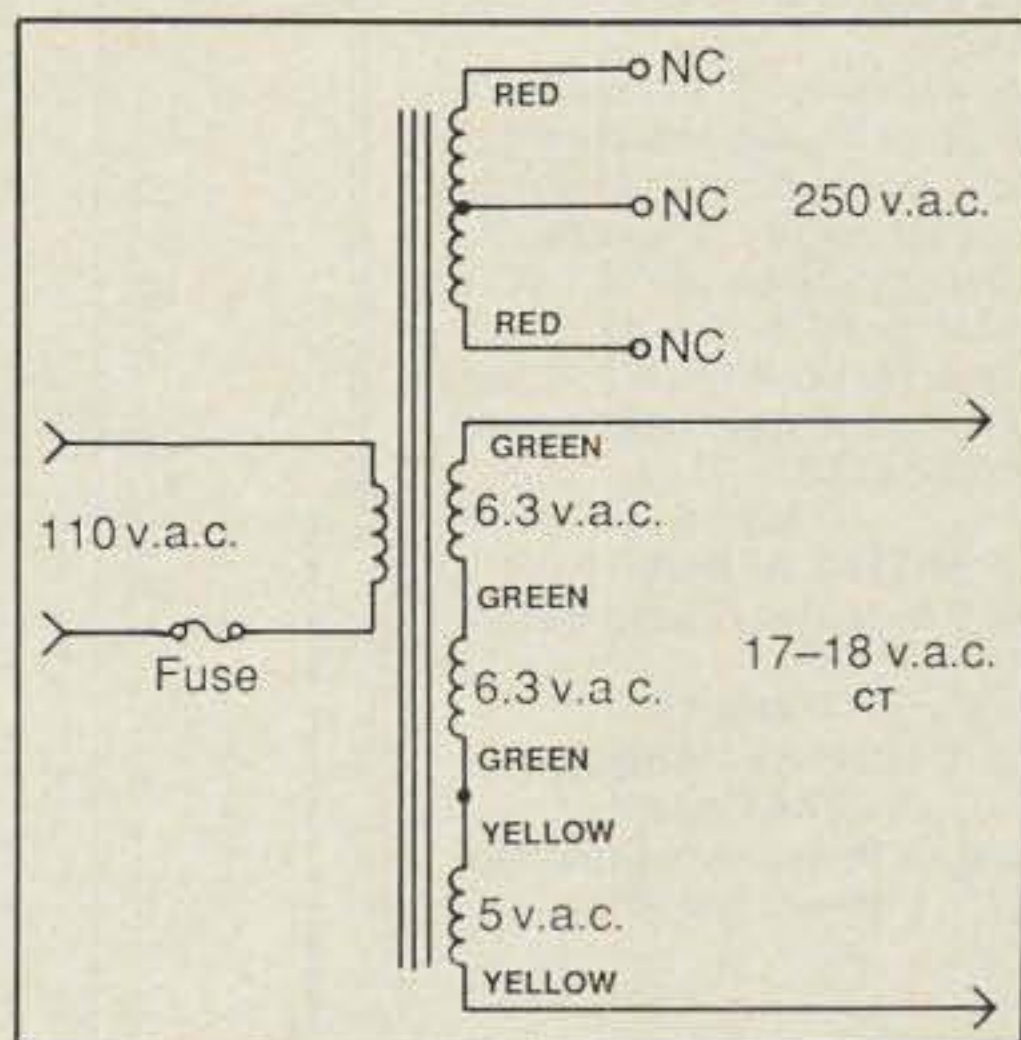 NC
RED
NC 250 v.a.c.
RED
NC
GREEN
6.3 v.a.c.
110 v.a.c.
GREEN
Fuse
6.3 v.a c.
17–18 v.a.c.
CT
GREEN
YELLOW
5 v.a.c.
YELLOW